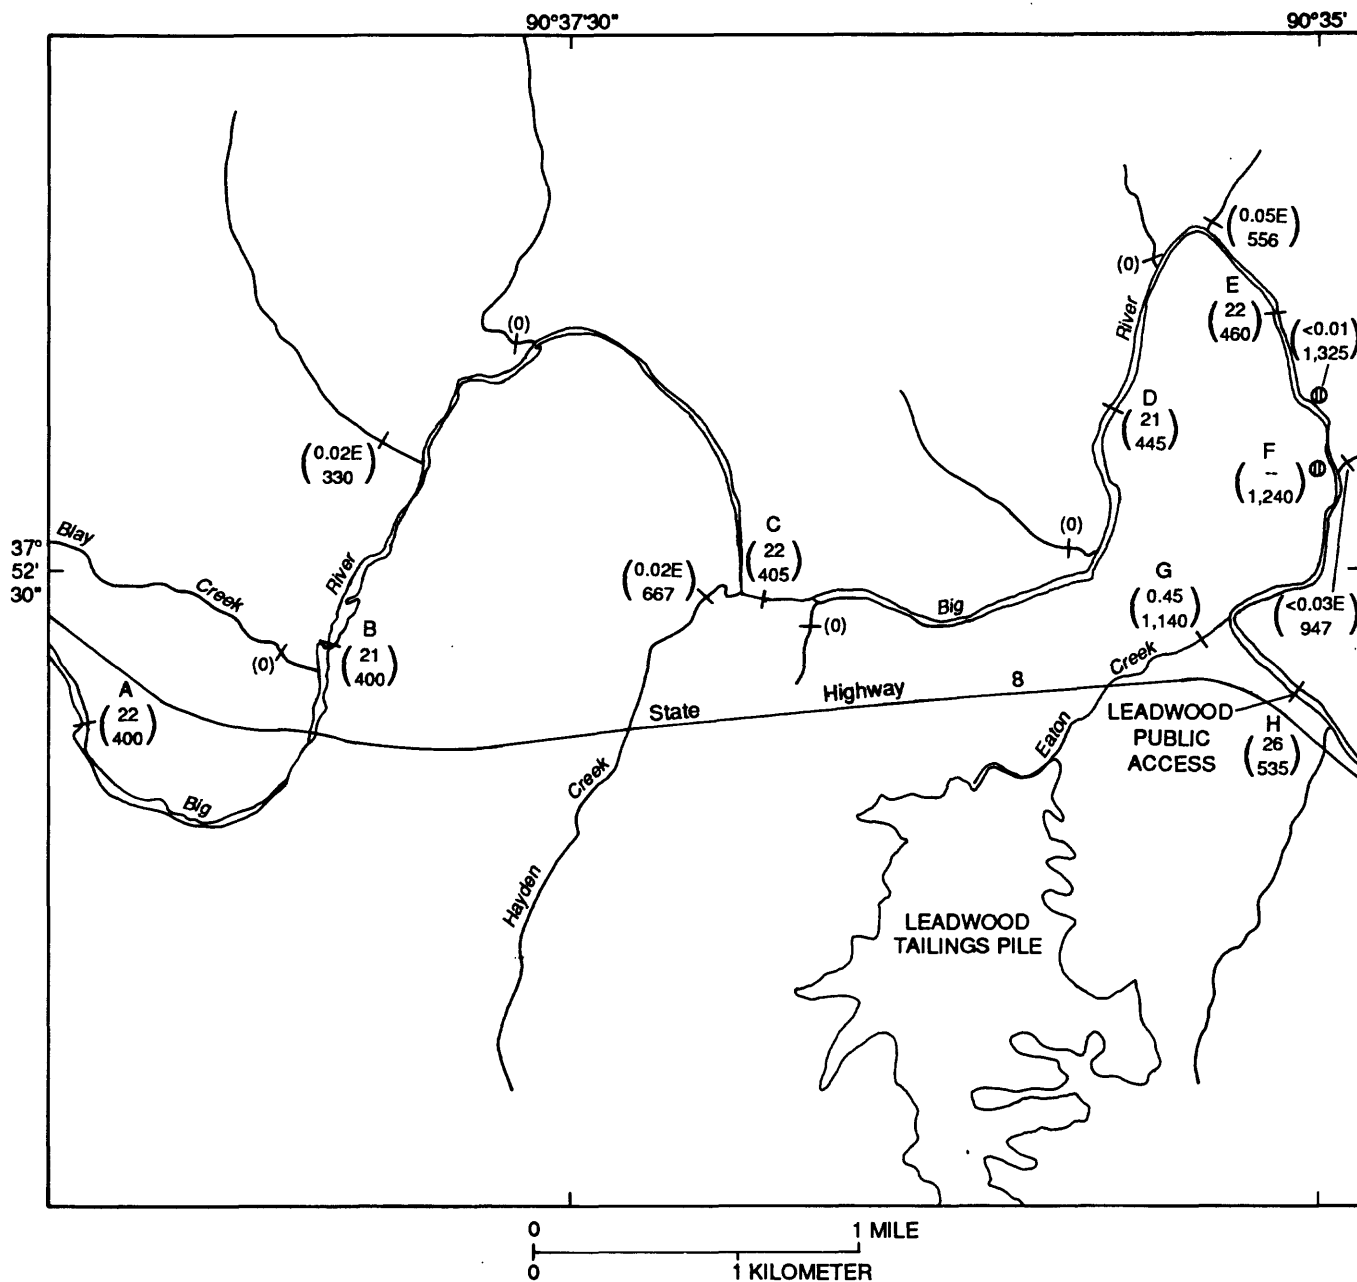 90°37'30"
90°35'
(0.05E
556)
(0)
E
(22
460)
(<0.01
1,325)
River
(0)
D
(21
445)
(0.02E
330)
F
(--
1,240)
Blay
37°
52'
30"
Creek
River
C
(22
405)
(0)
(0.02E
667)
G
(0.45
1,140)
Big
(<0.03E
947)
(0)
B
(21
400)
(0)
Creek
A
(22
400)
State
Highway
8
LEADWOOD
PUBLIC
ACCESS
H
(26
535)
Eaton
Creek
Big
Hayden
LEADWOOD
TAILINGS PILE
0
1 MILE
0
1 KILOMETER